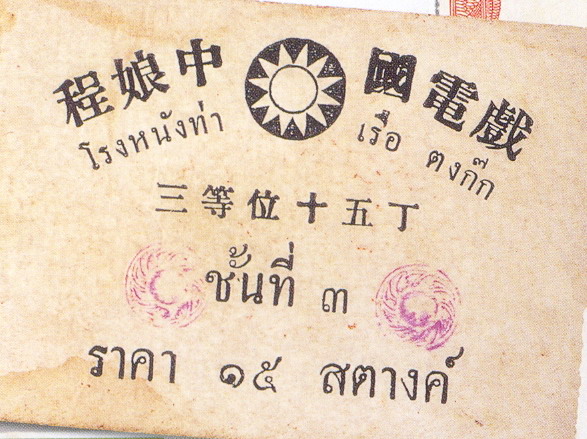 程娘中國電戲
โรงหนังท่าเรือ ตงก๊ก
三等位十五丁
ชั้นที่ ๓
ราคา ๑๕ สตางค์